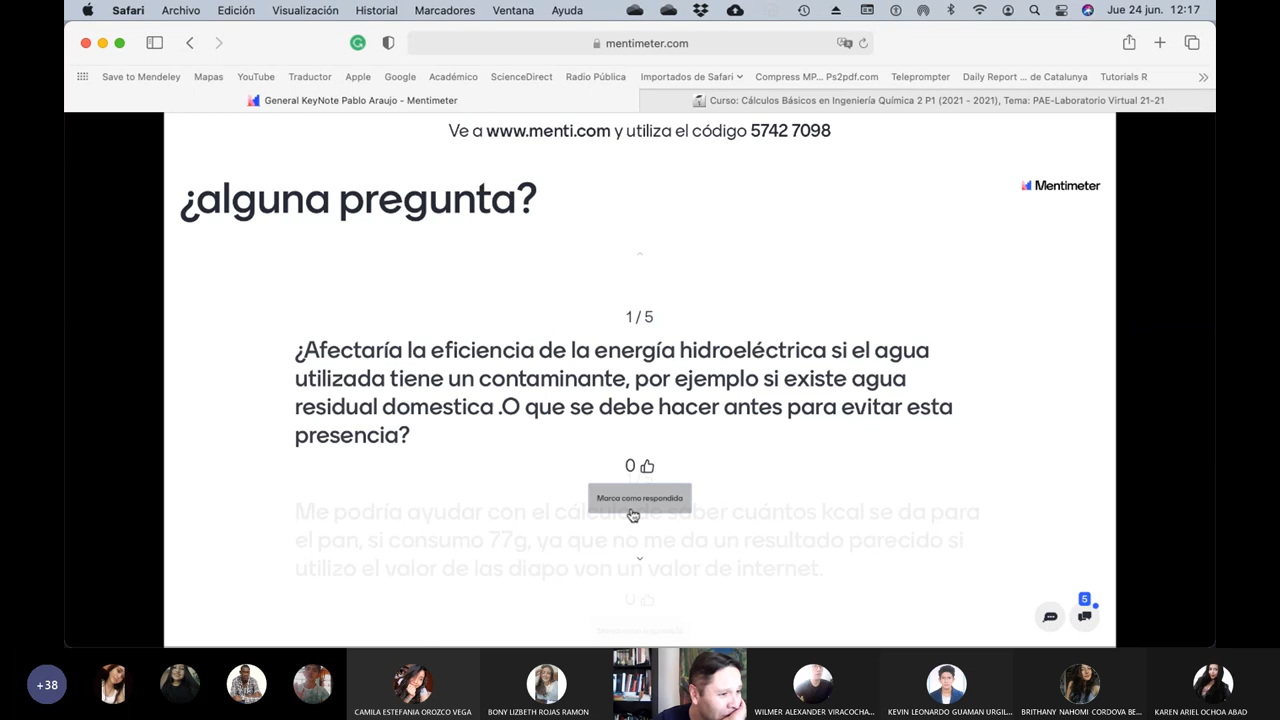 Safari Archivo Edición Visualización Historial Marcadores Ventana Ayuda Jue 24 jun. 12:17
mentimeter.com
Save to Mendeley Mapas YouTube Traductor Apple Google Académico ScienceDirect Radio Pública Importados de Safari Compress MP... Ps2pdf.com Teleprompter Daily Report ... de Catalunya Tutorials R
General KeyNote Pablo Araujo - Mentimeter Curso: Cálculos Básicos en Ingeniería Química 2 P1 (2021 - 2021), Tema: PAE-Laboratorio Virtual 21-21
Ve a www.menti.com y utiliza el código 5742 7098
¿alguna pregunta?
Mentimeter
1 / 5
¿Afectaría la eficiencia de la energía hidroeléctrica si el agua
utilizada tiene un contaminante, por ejemplo si existe agua
residual domestica .O que se debe hacer antes para evitar esta
presencia?
0
Marca como respondida
Me podría ayudar con el cálculo de saber cuántos kcal se da para
el pan, si consumo 77g, ya que no me da un resultado parecido si
utilizo el valor de las diapo von un valor de internet.
0
5
+38
CAMILA ESTEFANIA OROZCO VEGA BONY LIZBETH ROJAS RAMON WILMER ALEXANDER VIRACOCHA... KEVIN LEONARDO GUAMAN URGIL... BRITHANY NAHOMI CORDOVA BE... KAREN ARIEL OCHOA ABAD